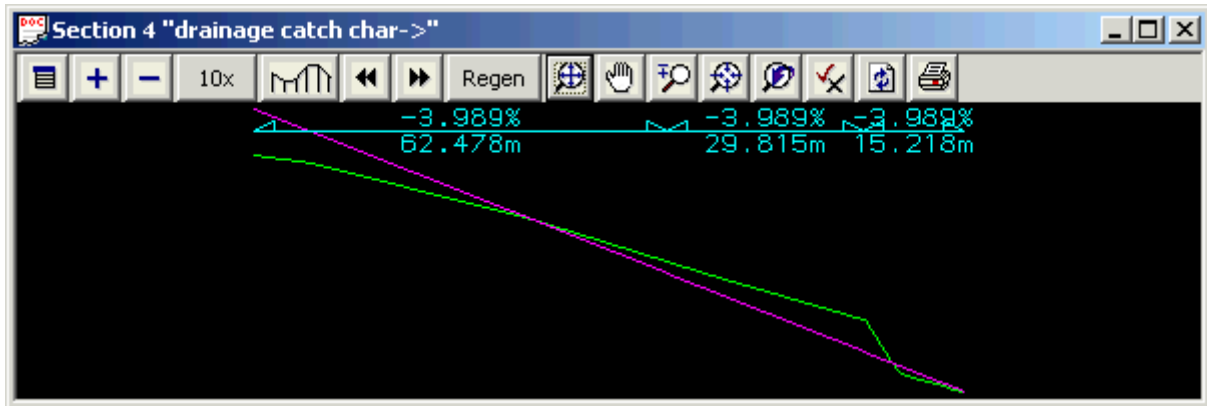 DOC
Section 4 "drainage catch char->"
10x Regen
-3.989% -3.989% -3.989%
62.478m 29.815m 15.218m